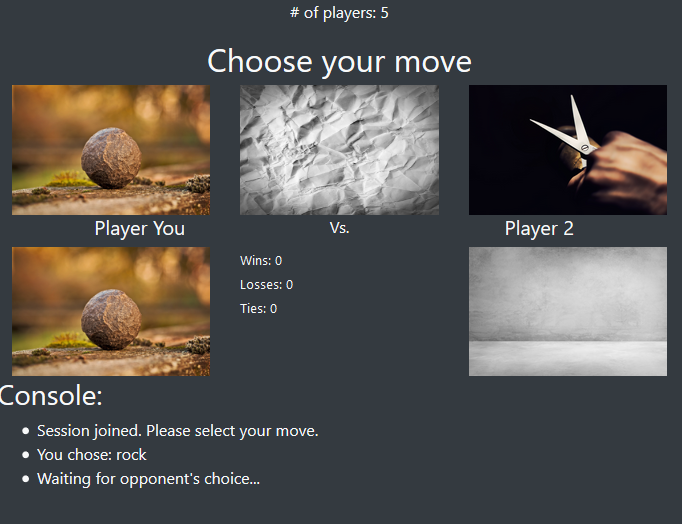 # of players: 5
Choose your move
Player You
Vs.
Player 2
Wins: 0
Losses: 0
Ties: 0
Console:
Session joined. Please select your move.
You chose: rock
Waiting for opponent's choice...